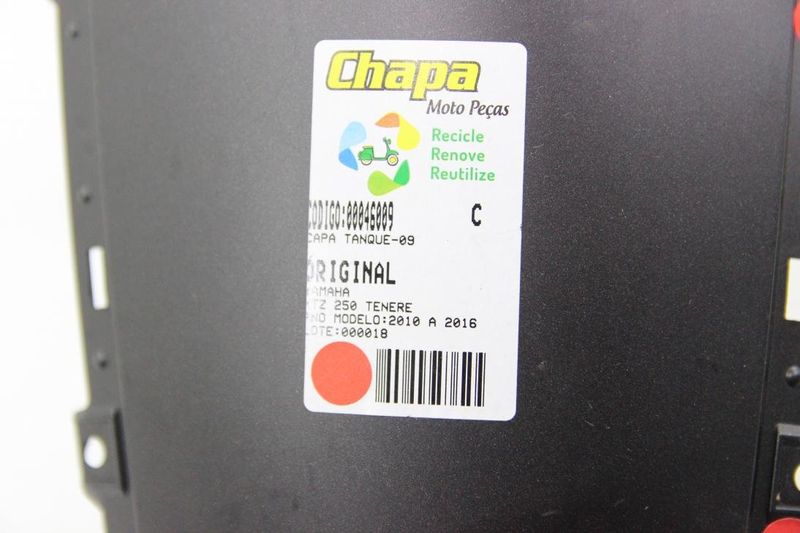 Chapa
Moto Peças
Recicle
Renove
Reutilize
CODIGO:00046009 C
CAPA TANQUE-09
ORIGINAL
YAMAHA
XTZ 250 TENERE
ANO MODELO:2010 A 2016
LOTE:000018